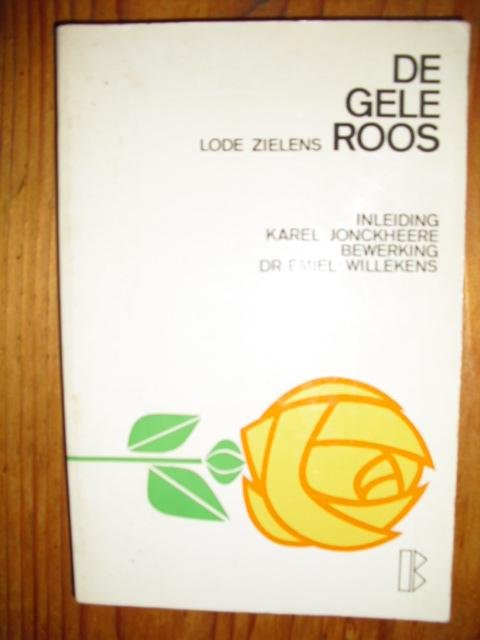 DE
GELE
LODE ZIELENS ROOS
INLEIDING
KAREL JONCKHEERE
BEWERKING
DR EMIEL WILLEKENS